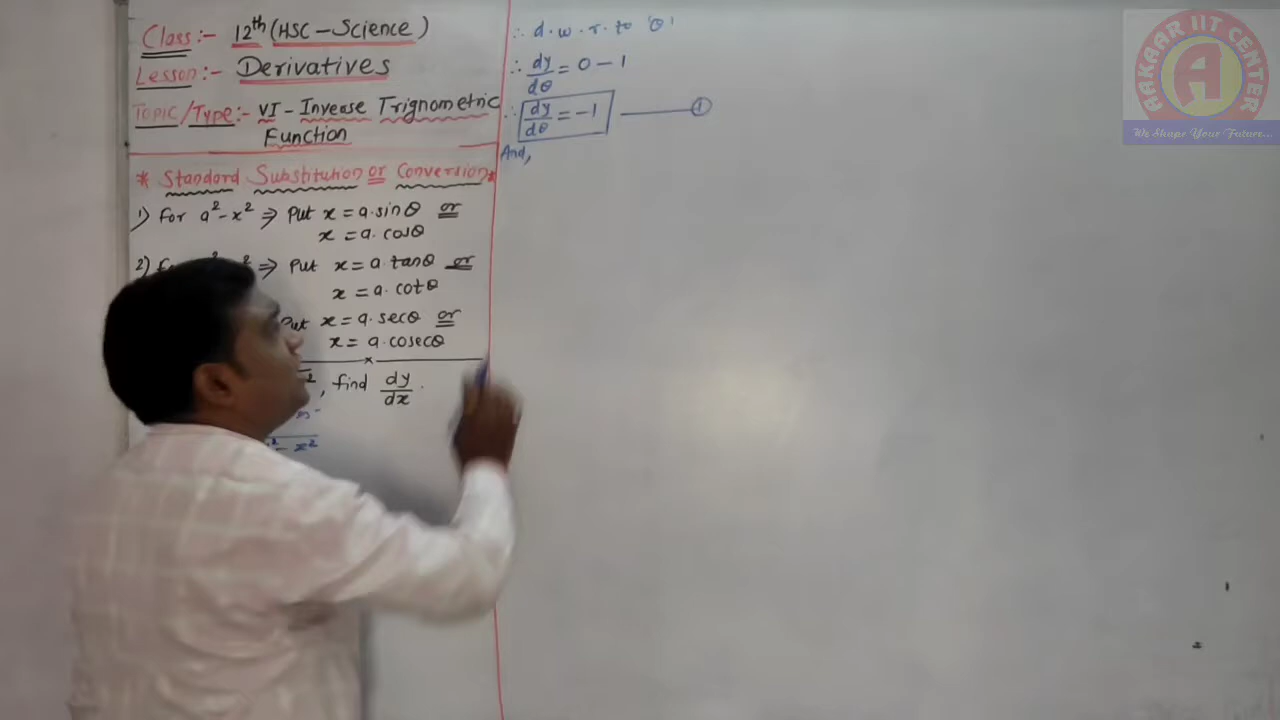 Class:- 12th (HSC - Science)
Lesson:- Derivatives
Topic/Type:- VI - Inverse Trignometric
Function
* Standard Substitution or Conversion *
1) For a² - x² ⇒ Put x = a.sinθ or
x = a.cosθ
2) ⇒ Put x = a.tanθ or
x = a.cotθ
Put x = a.secθ or
x = a.cosecθ
, find dy/dx.
∴ d.w.r.to 'θ'
∴ dy/dθ = 0 - 1
∴ dy/dθ = -1 ——— ①
And,
AAKAAR IIT CENTER
A
We Shape Your Future...